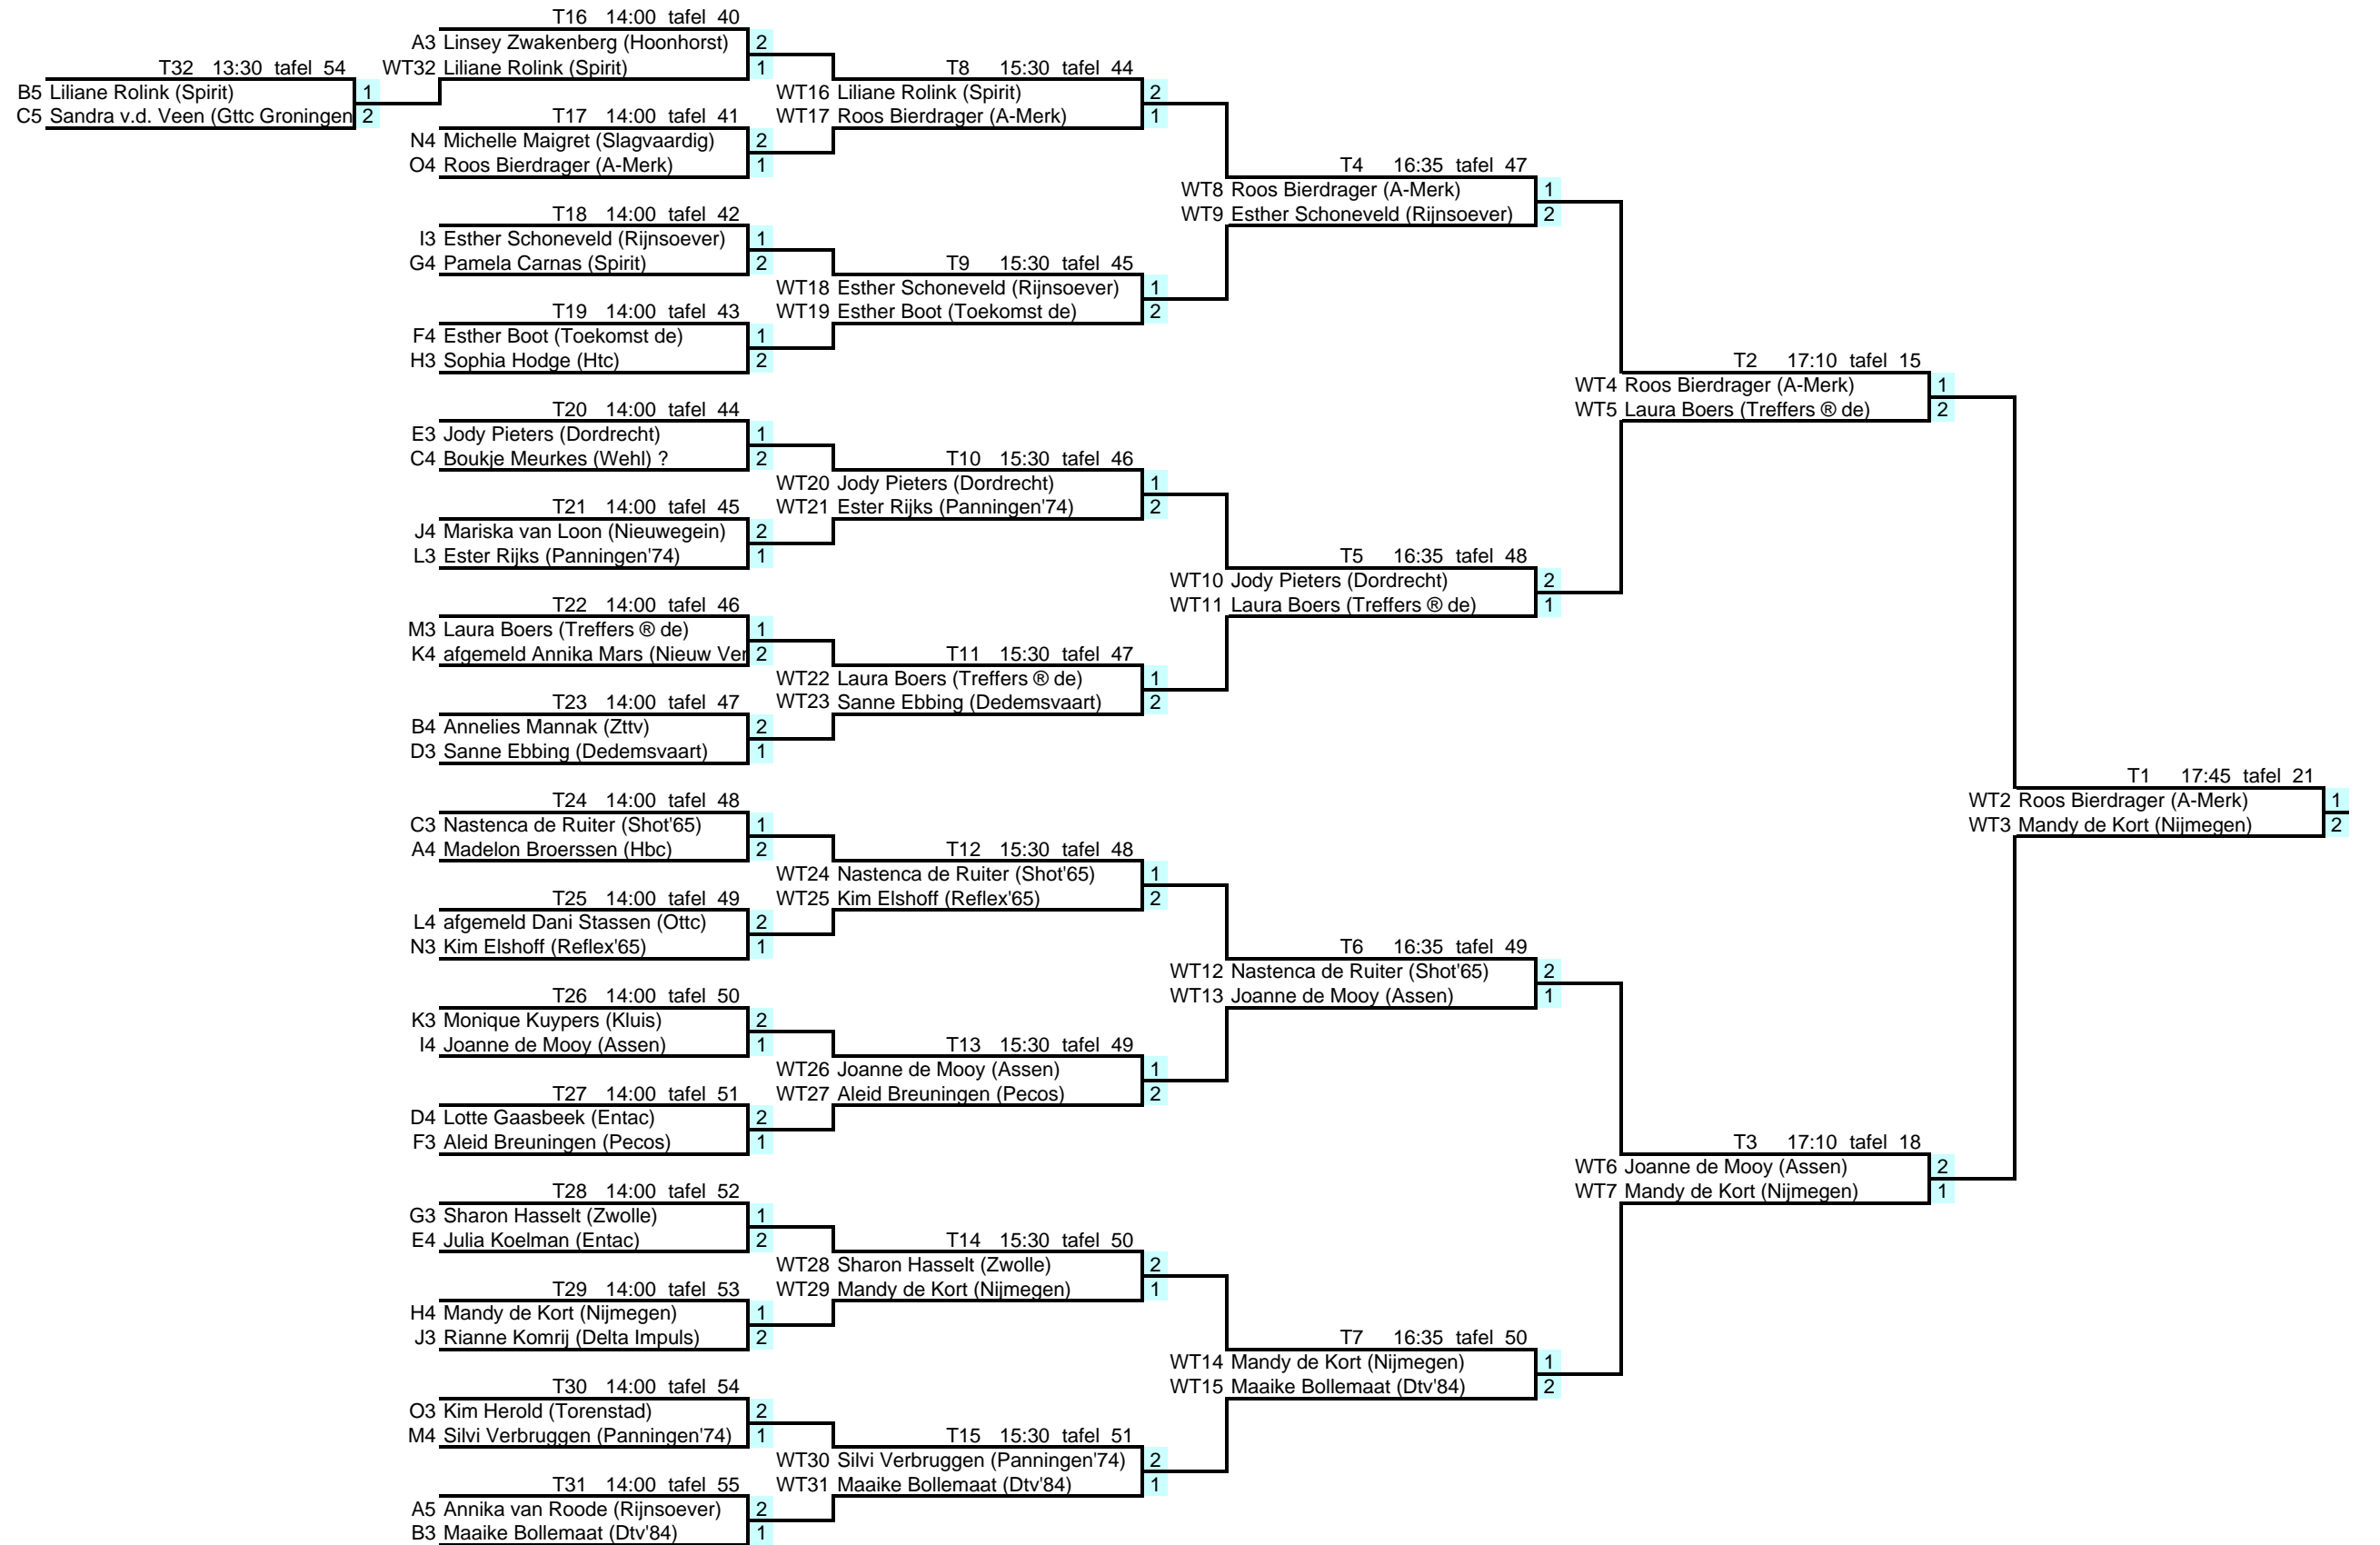 T32 13:30 tafel 54
B5 Liliane Rolink (Spirit) 1
C5 Sandra v.d. Veen (Gttc Groningen 2
T16 14:00 tafel 40
A3 Linsey Zwakenberg (Hoonhorst) 2
WT32 Liliane Rolink (Spirit) 1
T17 14:00 tafel 41
N4 Michelle Maigret (Slagvaardig) 2
O4 Roos Bierdrager (A-Merk) 1
T18 14:00 tafel 42
I3 Esther Schoneveld (Rijnsoever) 1
G4 Pamela Carnas (Spirit) 2
T19 14:00 tafel 43
F4 Esther Boot (Toekomst de) 1
H3 Sophia Hodge (Htc) 2
T20 14:00 tafel 44
E3 Jody Pieters (Dordrecht) 1
C4 Boukje Meurkes (Wehl) ? 2
T21 14:00 tafel 45
J4 Mariska van Loon (Nieuwegein) 2
L3 Ester Rijks (Panningen'74) 1
T22 14:00 tafel 46
M3 Laura Boers (Treffers ® de) 1
K4 afgemeld Annika Mars (Nieuw Ver 2
T23 14:00 tafel 47
B4 Annelies Mannak (Zttv) 2
D3 Sanne Ebbing (Dedemsvaart) 1
T24 14:00 tafel 48
C3 Nastenca de Ruiter (Shot'65) 1
A4 Madelon Broerssen (Hbc) 2
T25 14:00 tafel 49
L4 afgemeld Dani Stassen (Ottc) 2
N3 Kim Elshoff (Reflex'65) 1
T26 14:00 tafel 50
K3 Monique Kuypers (Kluis) 2
I4 Joanne de Mooy (Assen) 1
T27 14:00 tafel 51
D4 Lotte Gaasbeek (Entac) 2
F3 Aleid Breuningen (Pecos) 1
T28 14:00 tafel 52
G3 Sharon Hasselt (Zwolle) 1
E4 Julia Koelman (Entac) 2
T29 14:00 tafel 53
H4 Mandy de Kort (Nijmegen) 1
J3 Rianne Komrij (Delta Impuls) 2
T30 14:00 tafel 54
O3 Kim Herold (Torenstad) 2
M4 Silvi Verbruggen (Panningen'74) 1
T31 14:00 tafel 55
A5 Annika van Roode (Rijnsoever) 2
B3 Maaike Bollemaat (Dtv'84) 1
T8 15:30 tafel 44
WT16 Liliane Rolink (Spirit) 2
WT17 Roos Bierdrager (A-Merk) 1
T9 15:30 tafel 45
WT18 Esther Schoneveld (Rijnsoever) 1
WT19 Esther Boot (Toekomst de) 2
T10 15:30 tafel 46
WT20 Jody Pieters (Dordrecht) 1
WT21 Ester Rijks (Panningen'74) 2
T11 15:30 tafel 47
WT22 Laura Boers (Treffers ® de) 1
WT23 Sanne Ebbing (Dedemsvaart) 2
T12 15:30 tafel 48
WT24 Nastenca de Ruiter (Shot'65) 1
WT25 Kim Elshoff (Reflex'65) 2
T13 15:30 tafel 49
WT26 Joanne de Mooy (Assen) 1
WT27 Aleid Breuningen (Pecos) 2
T14 15:30 tafel 50
WT28 Sharon Hasselt (Zwolle) 2
WT29 Mandy de Kort (Nijmegen) 1
T15 15:30 tafel 51
WT30 Silvi Verbruggen (Panningen'74) 2
WT31 Maaike Bollemaat (Dtv'84) 1
T4 16:35 tafel 47
WT8 Roos Bierdrager (A-Merk) 1
WT9 Esther Schoneveld (Rijnsoever) 2
T5 16:35 tafel 48
WT10 Jody Pieters (Dordrecht) 2
WT11 Laura Boers (Treffers ® de) 1
T6 16:35 tafel 49
WT12 Nastenca de Ruiter (Shot'65) 2
WT13 Joanne de Mooy (Assen) 1
T7 16:35 tafel 50
WT14 Mandy de Kort (Nijmegen) 1
WT15 Maaike Bollemaat (Dtv'84) 2
T2 17:10 tafel 15
WT4 Roos Bierdrager (A-Merk) 1
WT5 Laura Boers (Treffers ® de) 2
T3 17:10 tafel 18
WT6 Joanne de Mooy (Assen) 2
WT7 Mandy de Kort (Nijmegen) 1
T1 17:45 tafel 21
WT2 Roos Bierdrager (A-Merk) 1
WT3 Mandy de Kort (Nijmegen) 2